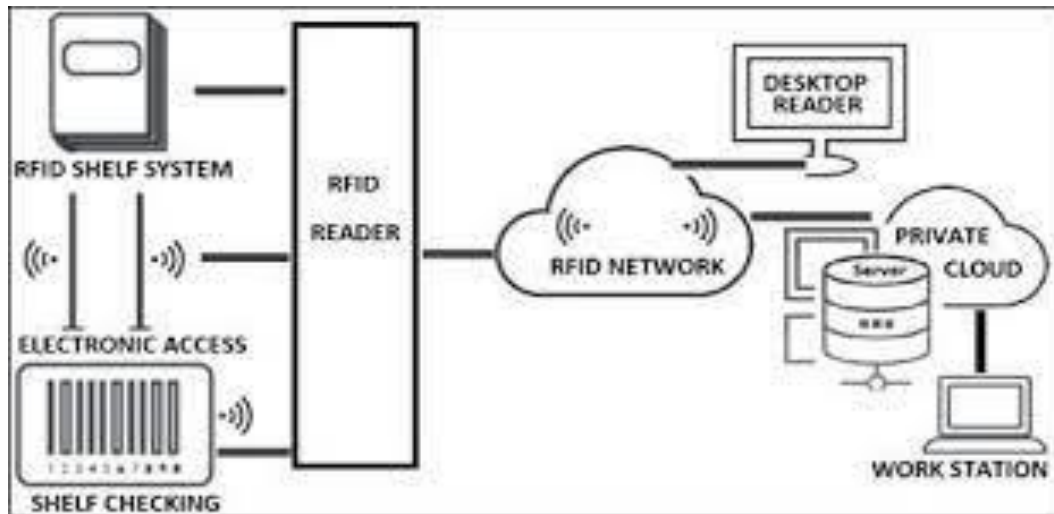 RFID SHELF SYSTEM
ELECTRONIC ACCESS
SHELF CHECKING
RFID
READER
RFID NETWORK
DESKTOP
READER
PRIVATE
CLOUD
Server
WORK STATION